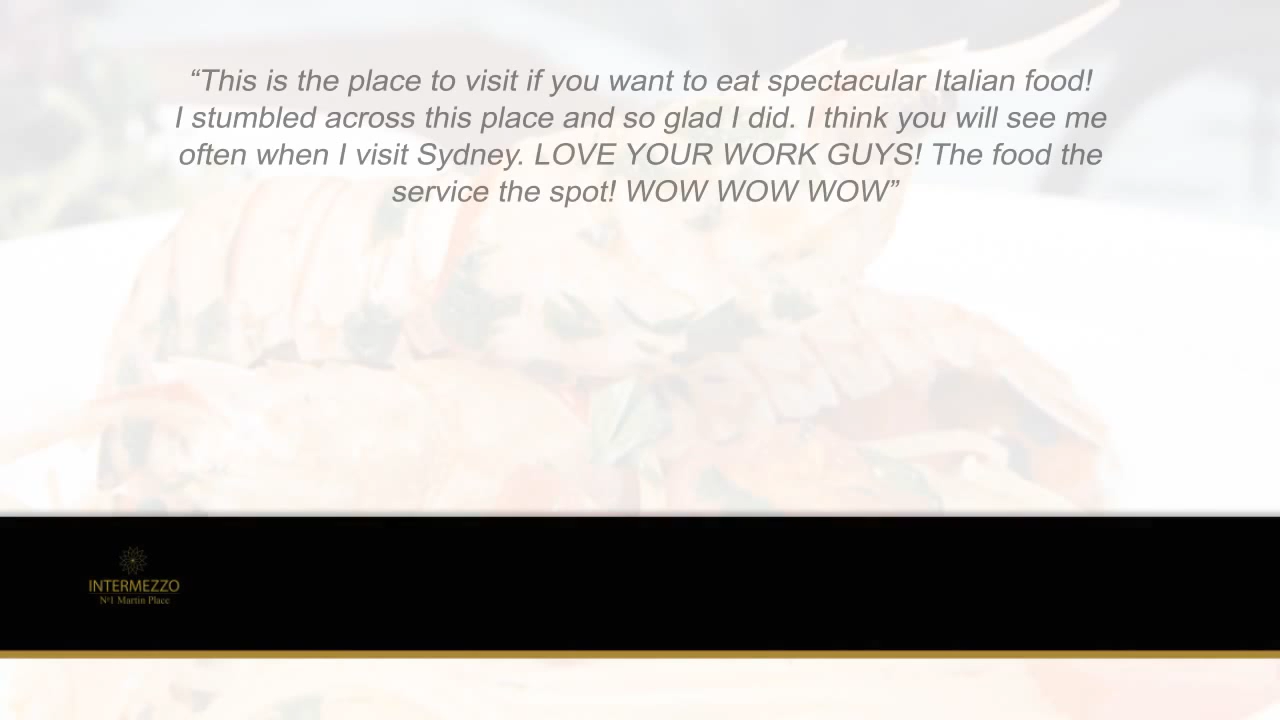 “This is the place to visit if you want to eat spectacular Italian food!
I stumbled across this place and so glad I did. I think you will see me
often when I visit Sydney. LOVE YOUR WORK GUYS! The food the
service the spot! WOW WOW WOW”
INTERMEZZO
Nº1 Martin Place